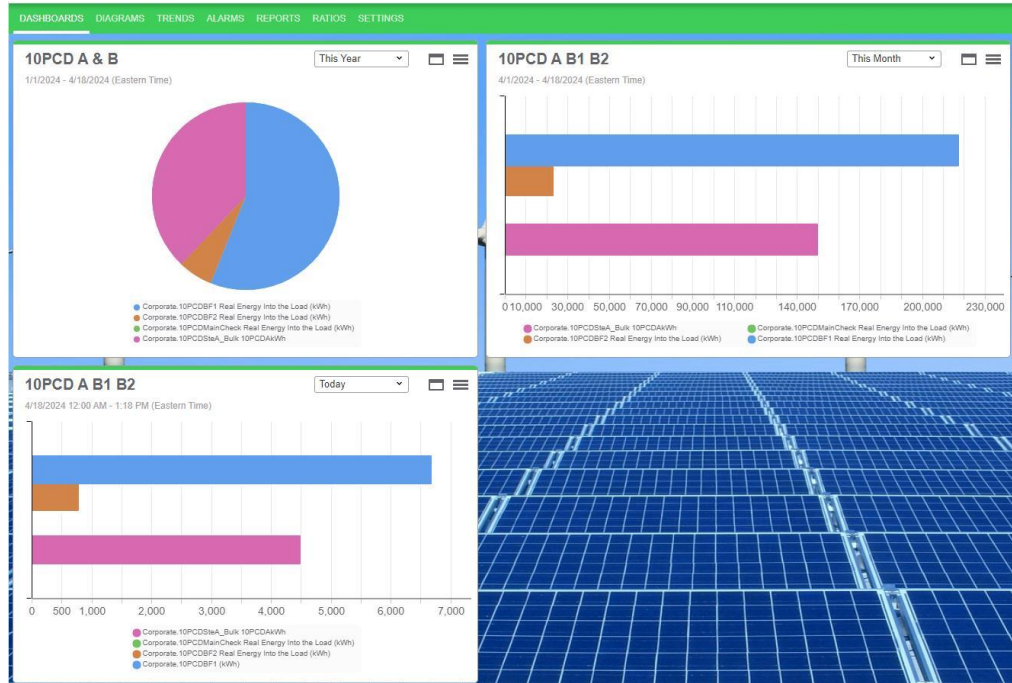 DASHBOARDS DIAGRAMS TRENDS ALARMS REPORTS RATIOS SETTINGS
10PCD A & B
This Year
1/1/2024 - 4/18/2024 (Eastern Time)
Corporate.10PCDBF1 Real Energy Into the Load (kWh)
Corporate.10PCDBF2 Real Energy Into the Load (kWh)
Corporate.10PCDMainCheck Real Energy Into the Load (kWh)
Corporate.10PCDSteA_Bulk 10PCDAkWh
10PCD A B1 B2
This Month
4/1/2024 - 4/18/2024 (Eastern Time)
0 10,000 30,000 50,000 70,000 90,000 110,000 140,000 170,000 200,000 230,000
Corporate.10PCDSteA_Bulk 10PCDAkWh Corporate.10PCDMainCheck Real Energy Into the Load (kWh)
Corporate.10PCDBF2 Real Energy Into the Load (kWh) Corporate.10PCDBF1 Real Energy Into the Load (kWh)
10PCD A B1 B2
Today
4/18/2024 12:00 AM - 1:18 PM (Eastern Time)
0 500 1,000 2,000 3,000 4,000 5,000 6,000 7,000
Corporate.10PCDSteA_Bulk 10PCDAkWh
Corporate.10PCDMainCheck Real Energy Into the Load (kWh)
Corporate.10PCDBF2 Real Energy Into the Load (kWh)
Corporate.10PCDBF1 (kWh)